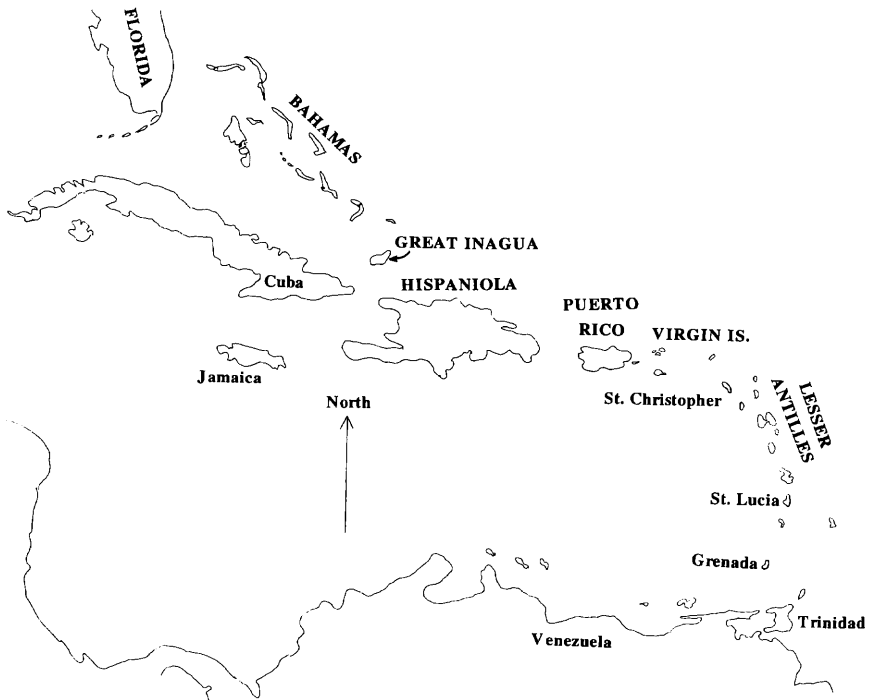 FLORIDA
BAHAMAS
GREAT INAGUA
Cuba
HISPANIOLA
PUERTO
RICO
VIRGIN IS.
Jamaica
St. Christopher
LESSER
ANTILLES
North
St. Lucia
Grenada
Venezuela
Trinidad